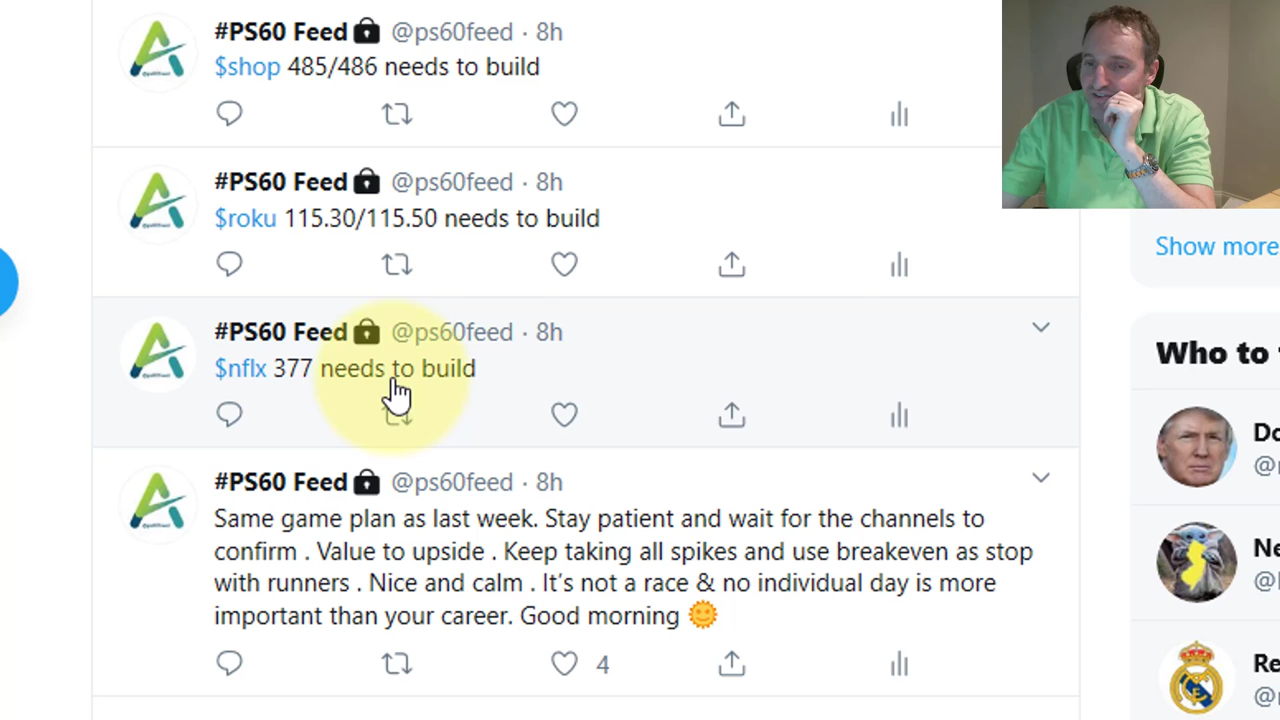 #PS60 Feed @ps60feed · 8h
$shop 485/486 needs to build
#PS60 Feed @ps60feed · 8h
$roku 115.30/115.50 needs to build
Show more
#PS60 Feed @ps60feed · 8h
$nflx 377 needs to build
Who to
#PS60 Feed @ps60feed · 8h
Same game plan as last week. Stay patient and wait for the channels to
confirm . Value to upside . Keep taking all spikes and use breakeven as stop
with runners . Nice and calm . It’s not a race & no individual day is more
important than your career. Good morning 🌞
4
Do
@
Ne
@
Re
@